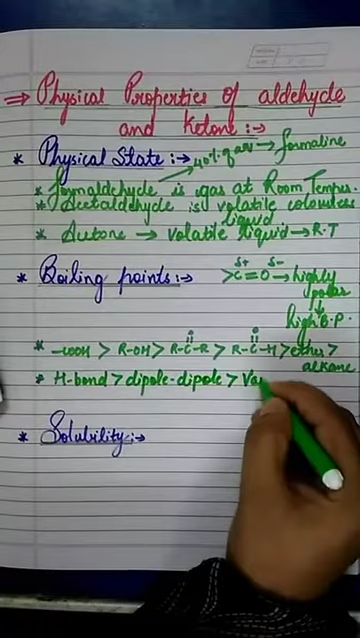 ⇒ Physical Properties of aldehyde
and Ketone :→
* Physical State :→ 40% aq. → formaline
* formaldehyde is gas at Room Temper.
* Acetaldehyde is volatile colourless
liquid
* Acetone → volatile liquid → R.T
* Boiling points :→ >C=O → highly
δ+ δ-
polar
↓
high B.P.
* -COOH > R-OH > R-C-R > R-C-H > ether >
alkane
* H-bond > dipole-dipole > Va
* Solubility :→